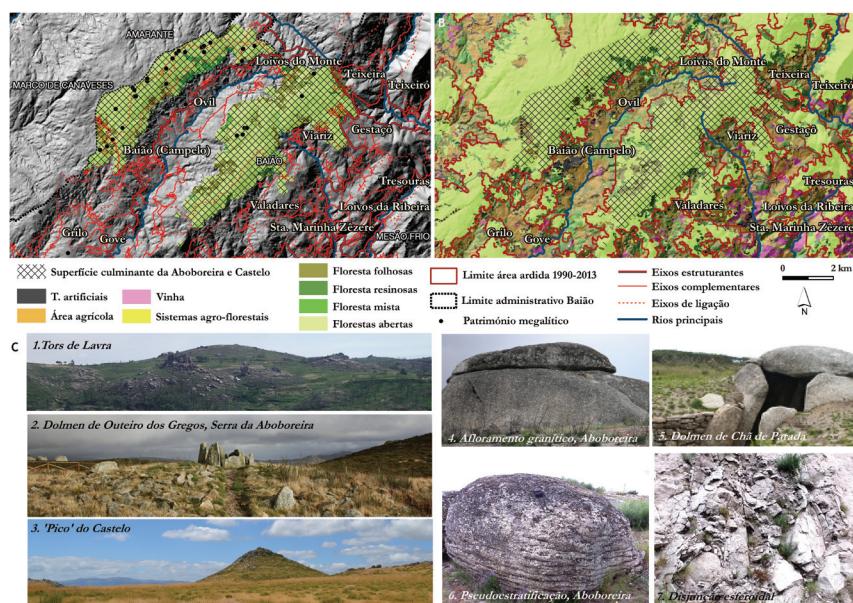 A
AMARANTE
MARCO DE CANAVESES
Loivos do Monte
Teixeira
Teixeiró
Ovil
Viariz
Gestaçô
Baião (Campelo)
BAIÃO
Tresouras
Valadares
Loivos da Ribeira
Sta. Marinha Zêzere
Grilo
Gove
MESÃO FRIO
B
Loivos do Monte
Teixeira
Teixeiró
Ovil
Viariz
Gestaçô
Baião (Campelo)
Tresouras
Valadares
Loivos da Ribeira
Sta. Marinha Zêzere
Grilo
Gove
Superfície culminante da Aboboreira e Castelo
T. artificiais
Vinha
Área agrícola
Sistemas agro-florestais
Floresta folhosas
Floresta resinosas
Floresta mista
Florestas abertas
Limite área ardida 1990-2013
Limite administrativo Baião
Património megalítico
Eixos estruturantes
Eixos complementares
Eixos de ligação
Rios principais
0 2 km
N
C
1.Tors de Lavra
2. Dolmen de Outeiro dos Gregos, Serra da Aboboreira
3. 'Pico' do Castelo
4. Afloramento granítico, Aboboreira
5. Dolmen de Chã de Parada
6. Pseudoestratificação, Aboboreira
7. Disjunção esferoidal